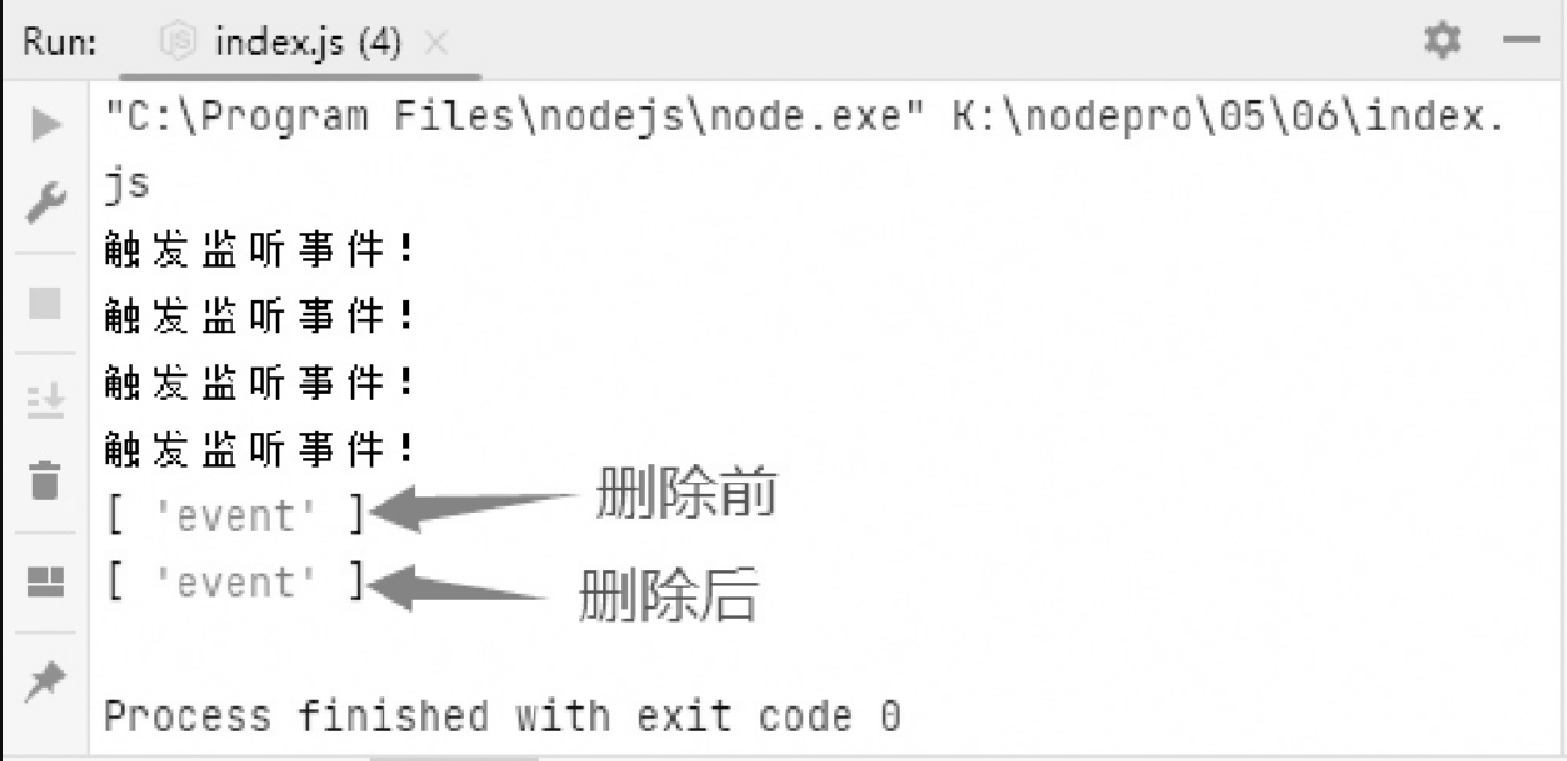 Run: index.js (4)
"C:\Program Files\nodejs\node.exe" K:\nodepro\05\06\index.
js
触发监听事件!
触发监听事件!
触发监听事件!
触发监听事件!
[ 'event' ] 删除前
[ 'event' ] 删除后
Process finished with exit code 0